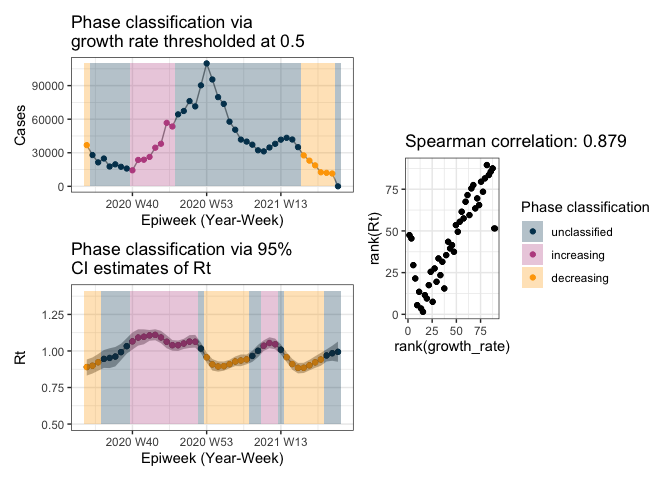 Phase classification via
growth rate thresholded at 0.5
90000
60000
30000
0
Cases
2020 W40
2020 W53
2021 W13
Epiweek (Year-Week)
Phase classification via 95%
CI estimates of Rt
1.25
1.00
0.75
0.50
Rt
2020 W40
2020 W53
2021 W13
Epiweek (Year-Week)
Spearman correlation: 0.879
75
50
25
0
rank(Rt)
0
25
50
75
rank(growth_rate)
Phase classification
unclassified
increasing
decreasing